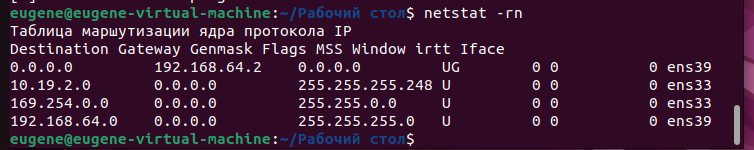 eugene@eugene-virtual-machine:~/Рабочий стол$ netstat -rn
Таблица маршутизации ядра протокола IP
Destination Gateway Genmask Flags MSS Window irtt Iface
0.0.0.0         192.168.64.2    0.0.0.0         UG        0 0          0 ens39
10.19.2.0       0.0.0.0         255.255.255.248 U         0 0          0 ens33
169.254.0.0     0.0.0.0         255.255.0.0     U         0 0          0 ens33
192.168.64.0    0.0.0.0         255.255.255.0   U         0 0          0 ens39
eugene@eugene-virtual-machine:~/Рабочий стол$